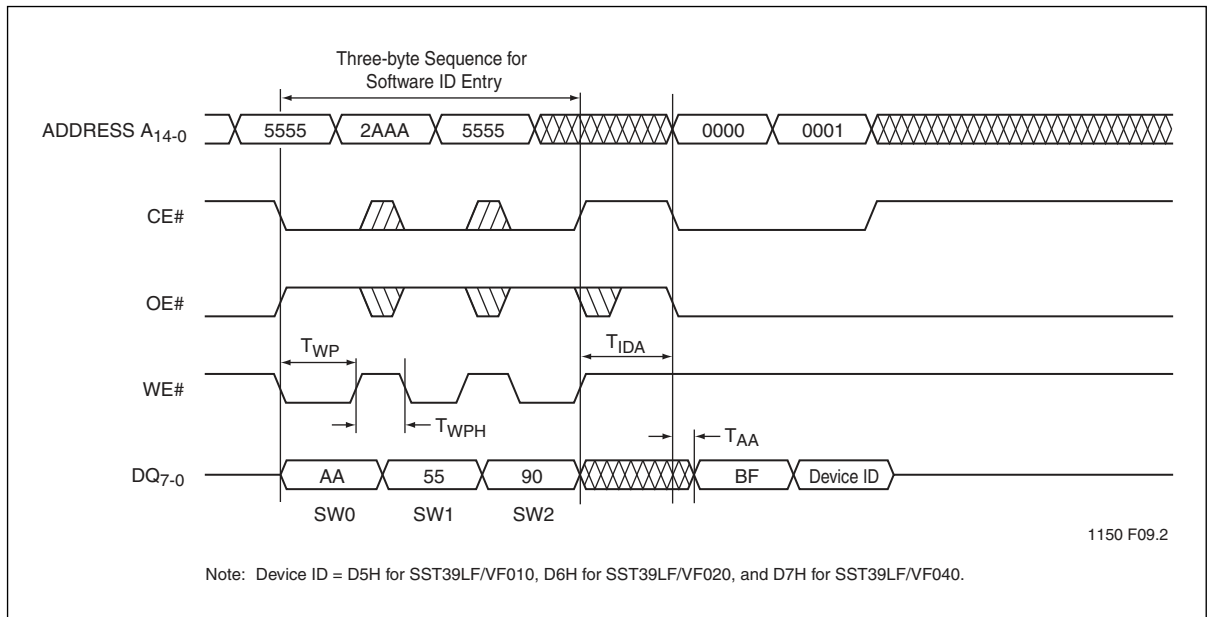 Three-byte Sequence for
Software ID Entry
ADDRESS A14-0 5555 2AAA 5555 0000 0001
CE#
OE#
TWP TIDA
WE#
TWPH TAA
DQ7-0 AA 55 90 BF Device ID
SW0 SW1 SW2
1150 F09.2
Note: Device ID = D5H for SST39LF/VF010, D6H for SST39LF/VF020, and D7H for SST39LF/VF040.